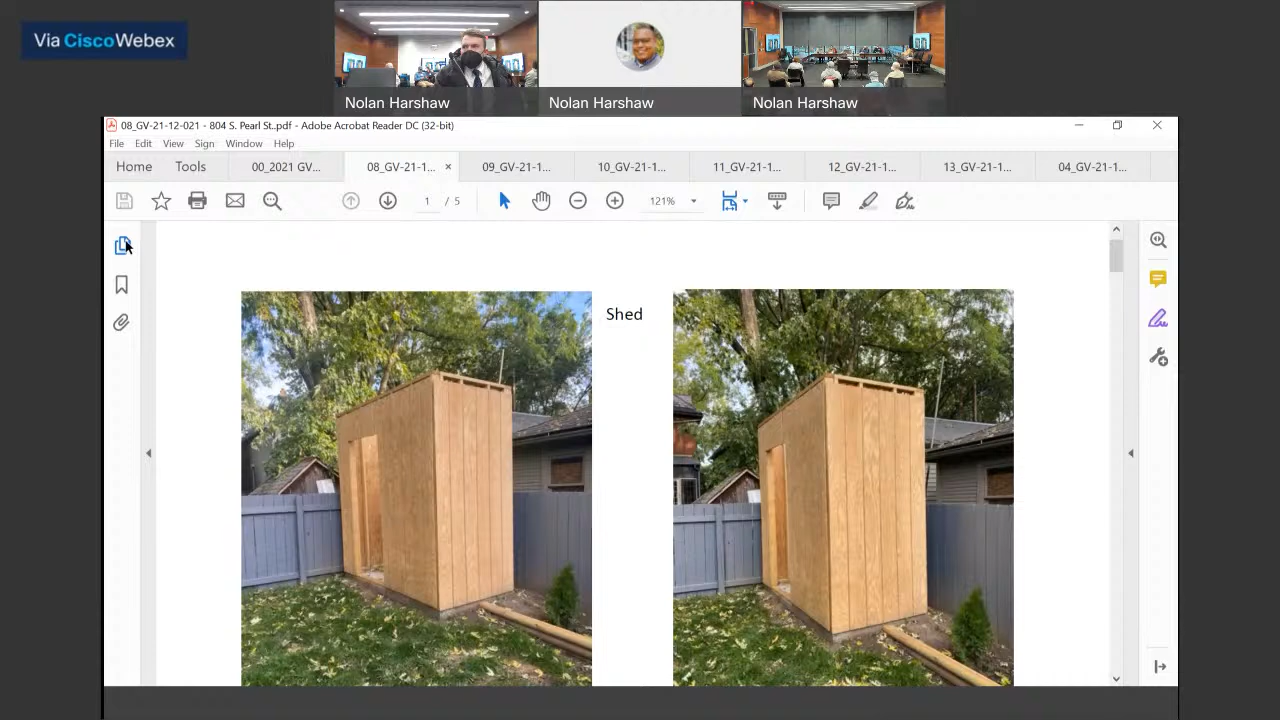 Via CiscoWebex
Nolan Harshaw
Nolan Harshaw
Nolan Harshaw
08_GV-21-12-021 - 804 S. Pearl St..pdf - Adobe Acrobat Reader DC (32-bit)
File Edit View Sign Window Help
Home Tools 00_2021 GV... 08_GV-21-1... × 09_GV-21-1... 10_GV-21-1... 11_GV-21-1... 12_GV-21-1... 13_GV-21-1... 04_GV-21-1...
1 / 5 121%
Shed